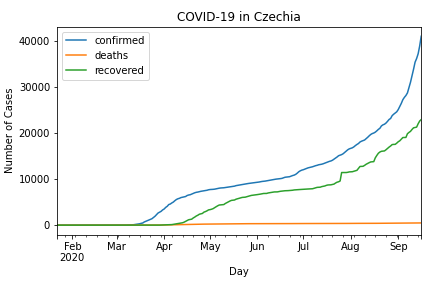 COVID-19 in Czechia
confirmed
deaths
recovered
Number of Cases
40000
30000
20000
10000
0
Feb Mar Apr May Jun Jul Aug Sep
2020
Day